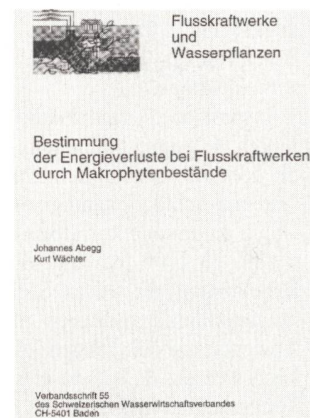 Flusskraftwerke
und
Wasserpflanzen
Bestimmung
der Energieverluste bei Flusskraftwerken
durch Makrophytenbestände
Johannes Abegg
Kurt Wächter
Verbandsschrift 55
des Schweizerischen Wasserwirtschaftsverbandes
CH-5401 Baden